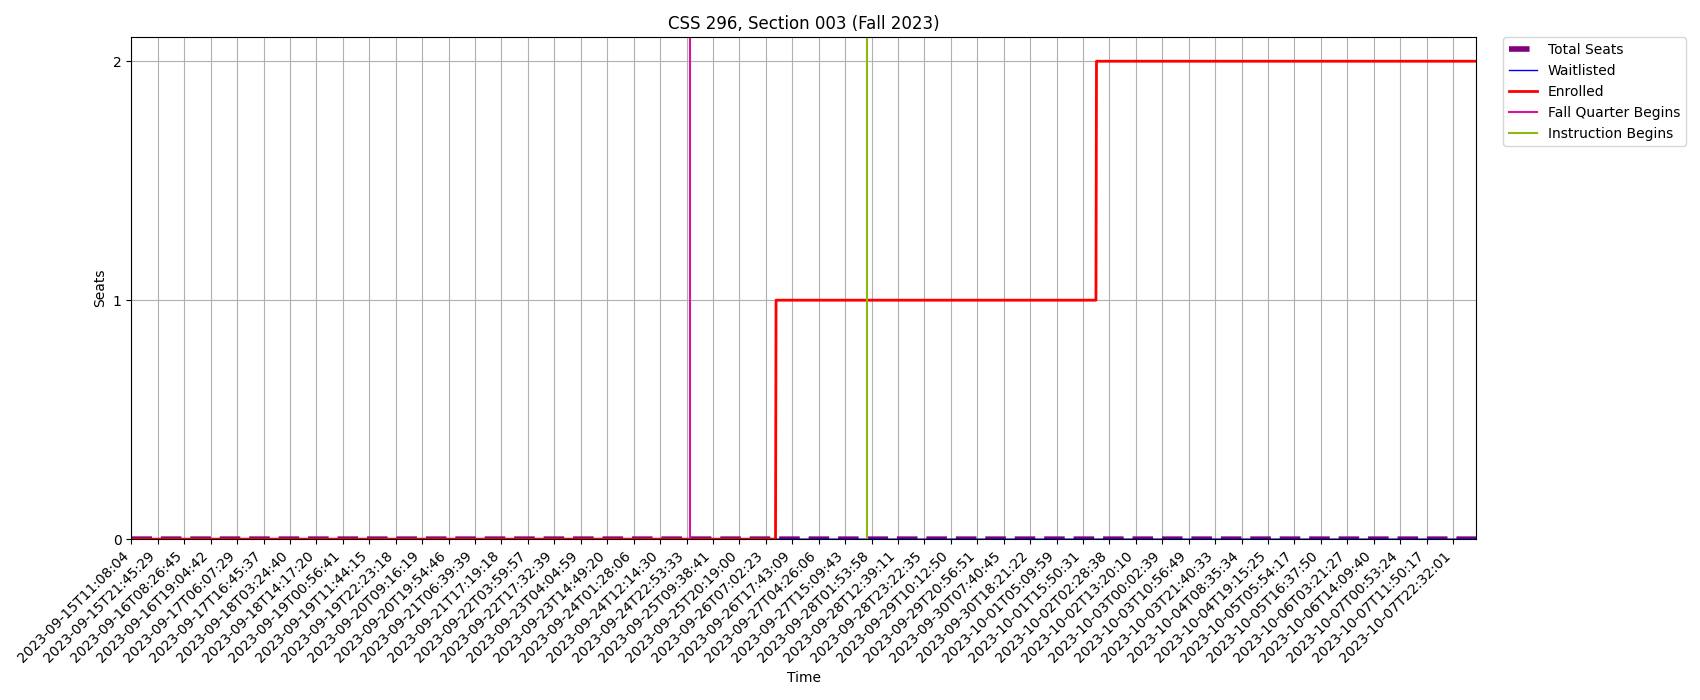 CSS 296, Section 003 (Fall 2023)
Total Seats
Waitlisted
Enrolled
Fall Quarter Begins
Instruction Begins
Seats
2
1
0
2023-09-15T11:08:04
2023-09-15T21:45:29
2023-09-16T08:26:45
2023-09-16T19:04:42
2023-09-17T06:07:29
2023-09-17T16:45:37
2023-09-18T03:24:40
2023-09-18T14:17:20
2023-09-19T00:56:41
2023-09-19T11:44:15
2023-09-19T22:23:18
2023-09-20T09:16:19
2023-09-20T19:54:46
2023-09-21T06:39:39
2023-09-21T17:19:18
2023-09-22T03:59:57
2023-09-22T17:32:39
2023-09-23T04:04:59
2023-09-23T14:49:20
2023-09-24T01:28:06
2023-09-24T12:14:30
2023-09-24T22:53:33
2023-09-25T09:38:41
2023-09-25T20:19:00
2023-09-26T07:02:23
2023-09-26T17:43:09
2023-09-27T04:26:06
2023-09-27T15:09:43
2023-09-28T01:53:58
2023-09-28T12:39:11
2023-09-28T23:22:35
2023-09-29T10:12:50
2023-09-29T20:56:51
2023-09-30T07:40:45
2023-09-30T18:21:22
2023-10-01T05:09:59
2023-10-01T15:50:31
2023-10-02T02:28:38
2023-10-02T13:20:10
2023-10-03T00:02:39
2023-10-03T10:56:49
2023-10-03T21:40:33
2023-10-04T08:35:34
2023-10-04T19:15:25
2023-10-05T05:54:17
2023-10-05T16:37:50
2023-10-06T03:21:27
2023-10-06T14:09:40
2023-10-07T00:53:24
2023-10-07T11:50:17
2023-10-07T22:32:01
Time